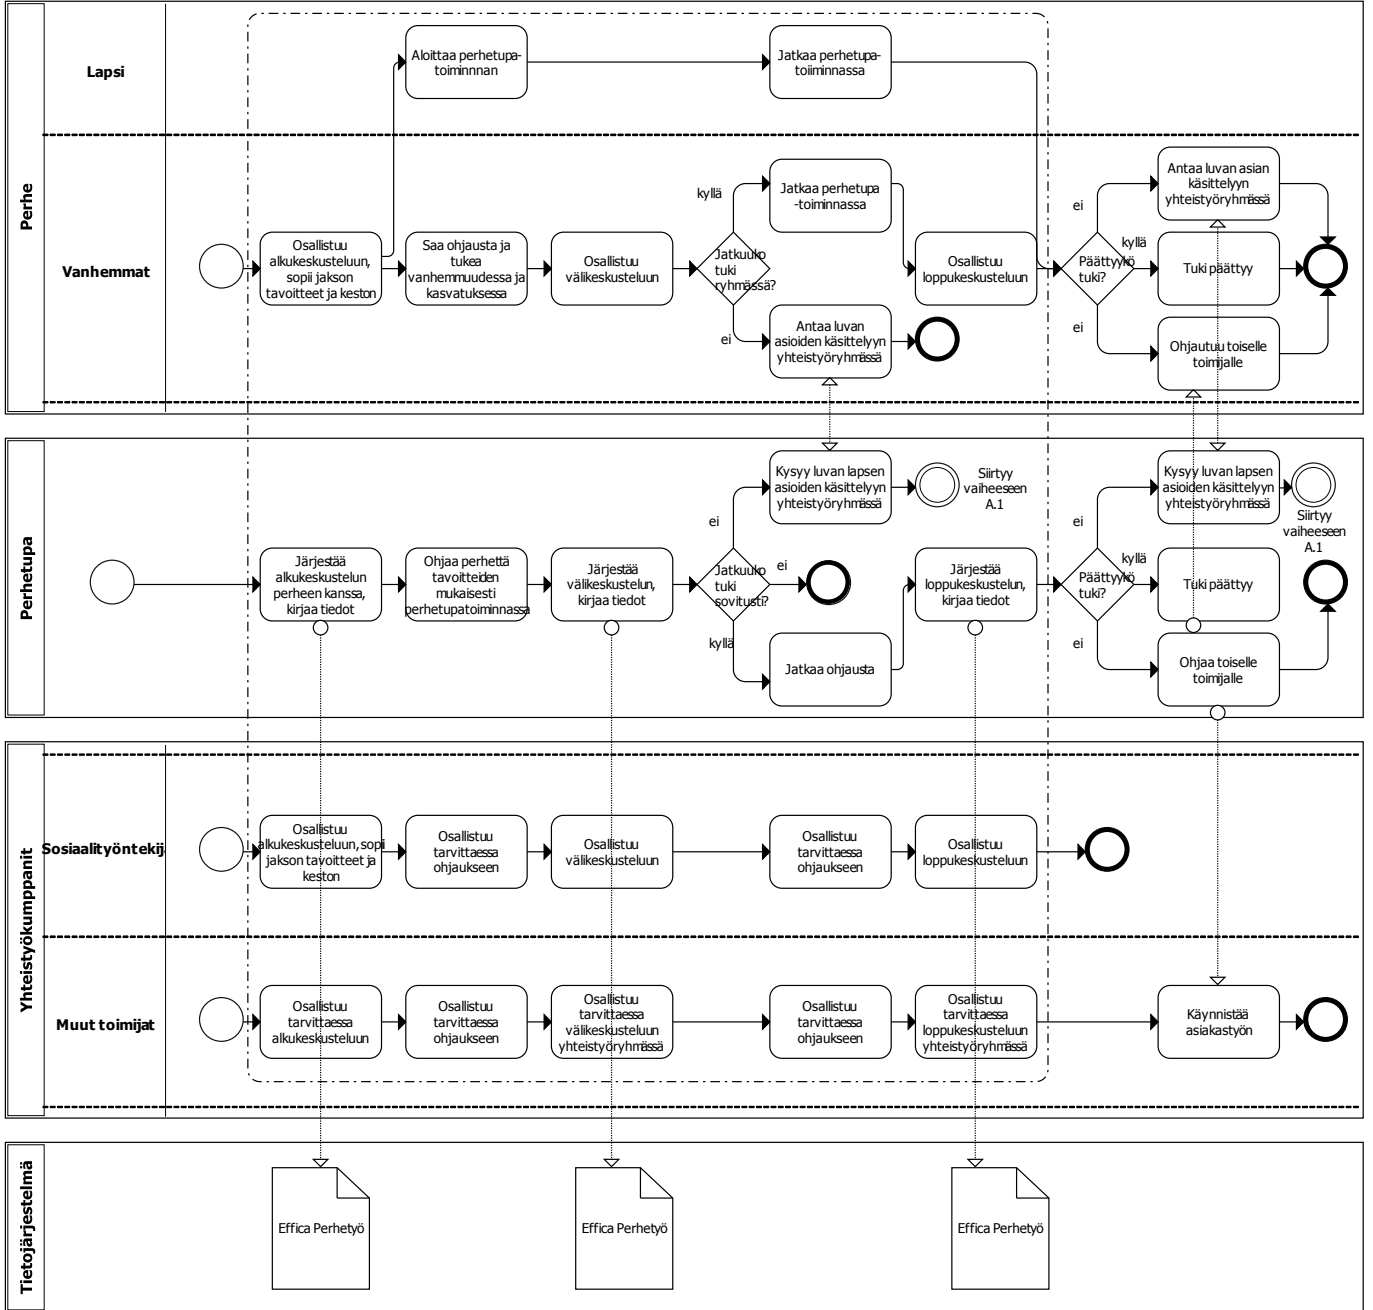 Perhe
Lapsi
Aloittaa perhetupa-
toiminnnan
Jatkaa perhetupa-
toiiminnassa
Vanhemmat
Osallistuu
alkukeskusteluun,
sopii jakson
tavoitteet ja keston
Saa ohjausta ja
tukea
vanhemmuudessa ja
kasvatuksessa
Osallistuu
välikeskusteluun
Jatkuuko
tuki
ryhmässä?
kyllä
ei
Jatkaa perhetupa
-toiminnassa
Antaa luvan
asioiden käsittelyyn
yhteistyöryhmässä
Osallistuu
loppukeskusteluun
Päättyykö
tuki?
ei
kyllä
ei
Antaa luvan asian
käsittelyyn
yhteistyöryhmässä
Tuki päättyy
Ohjautuu toiselle
toimijalle
Perhetupa
Järjestää
alkukeskustelun
perheen kanssa,
kirjaa tiedot
Ohjaa perhettä
tavoitteiden
mukaisesti
perhetupatoiminnassa
Järjestää
välikeskustelun,
kirjaa tiedot
Jatkuuko
tuki
sovitusti?
ei
ei
kyllä
Kysyy luvan lapsen
asioiden käsittelyyn
yhteistyöryhmässä
Siirtyy
vaiheeseen
A.1
Jatkaa ohjausta
Järjestää
loppukeskustelun,
kirjaa tiedot
Päättyykö
tuki?
ei
kyllä
ei
Kysyy luvan lapsen
asioiden käsittelyyn
yhteistyöryhmässä
Siirtyy
vaiheeseen
A.1
Tuki päättyy
Ohjaa toiselle
toimijalle
Yhteistyökumppanit
Sosiaalityöntekij
Osallistuu
alkukeskusteluun, sopii
jakson tavoitteet ja
keston
Osallistuu
tarvittaessa
ohjaukseen
Osallistuu
välikeskusteluun
Osallistuu
tarvittaessa
ohjaukseen
Osallistuu
loppukeskusteluun
Muut toimijat
Osallistuu
tarvittaessa
alkukeskusteluun
Osallistuu
tarvittaessa
ohjaukseen
Osallistuu
tarvittaessa
välikeskusteluun
yhteistyöryhmässä
Osallistuu
tarvittaessa
ohjaukseen
Osallistuu
tarvittaessa
loppukeskusteluun
yhteistyöryhmässä
Käynnistää
asiakastyön
Tietojärjestelmä
Effica Perhetyö
Effica Perhetyö
Effica Perhetyö